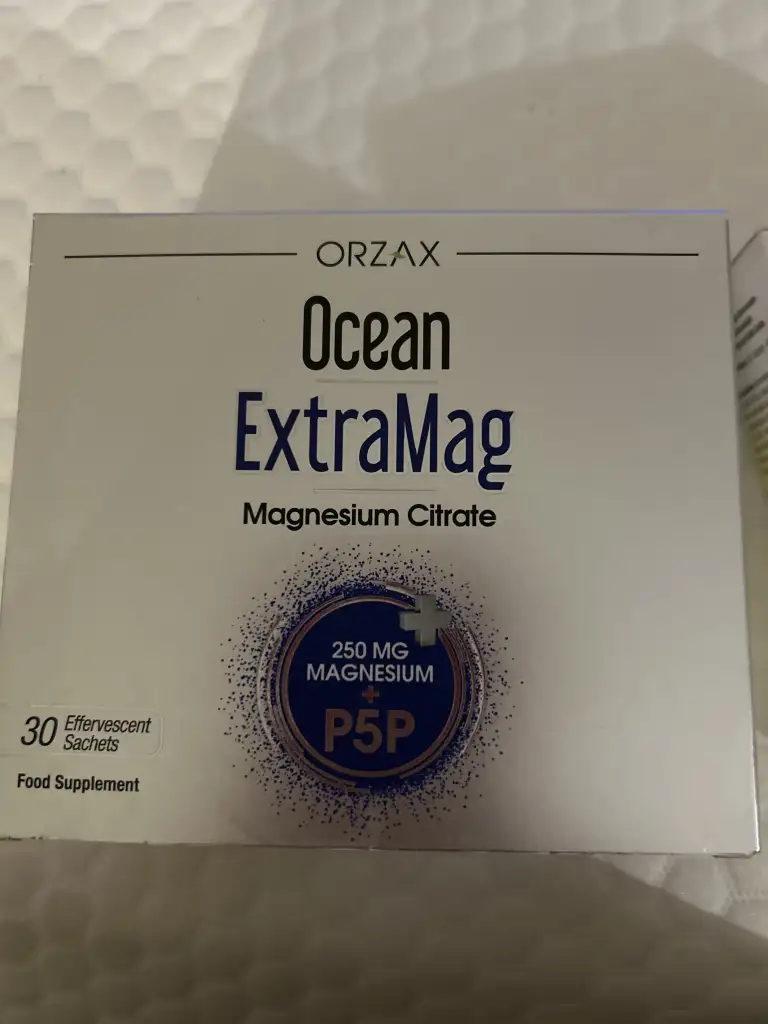 ORZAX
Ocean
ExtraMag
Magnesium Citrate
250 MG
MAGNESIUM
+
P5P
30 Effervescent
Sachets
Food Supplement